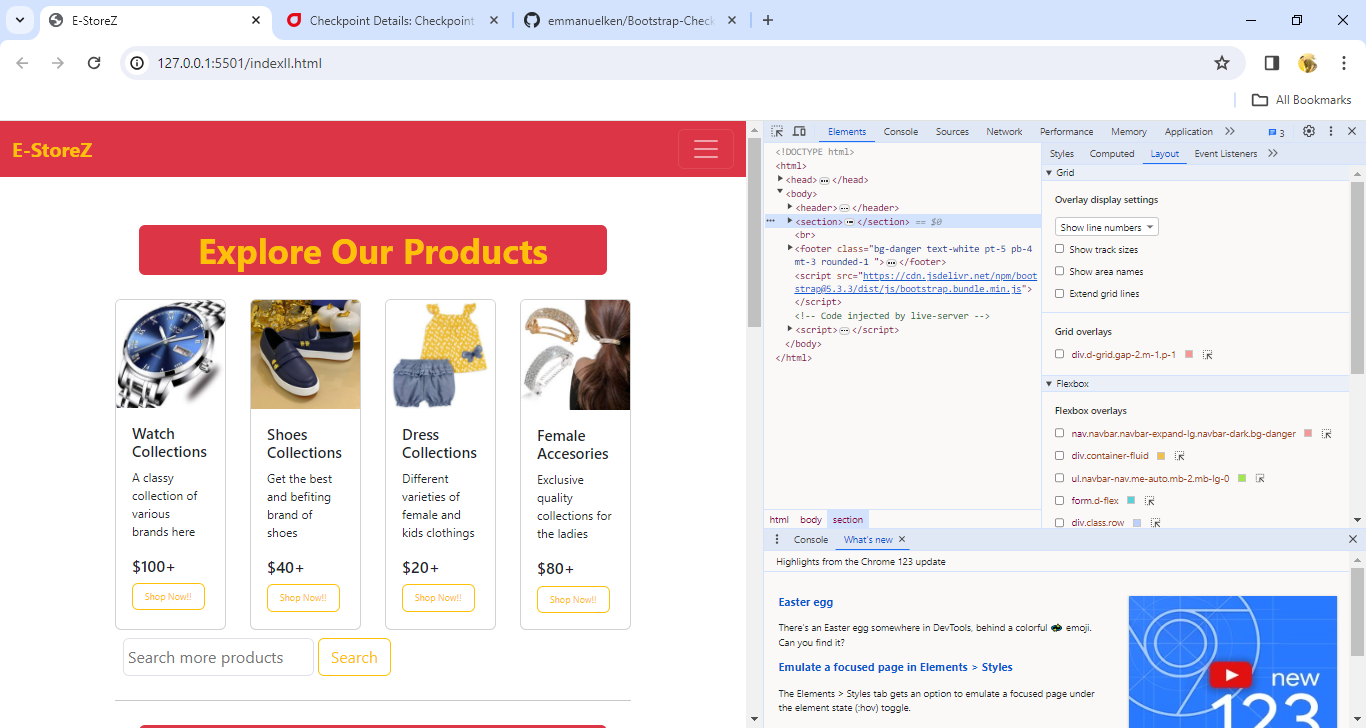 E-StoreZ
Checkpoint Details: Checkpoint
emmanuelken/Bootstrap-Check
127.0.0.1:5501/indexII.html
All Bookmarks
E-StoreZ
Explore Our Products
Watch
Collections
A classy
collection of
various
brands here
$100+
Shop Now!!
Shoes
Collections
Get the best
and befiting
brand of
shoes
$40+
Shop Now!!
Dress
Collections
Different
varieties of
female and
kids clothings
$20+
Shop Now!!
Female
Accesories
Exclusive
quality
collections for
the ladies
$80+
Shop Now!!
Search more products
Search
Elements Console Sources Network Performance Memory Application 3
<!DOCTYPE html>
<html>
<head> </head>
<body>
<header> </header>
<section> </section> == $0
<br>
<footer class="bg-danger text-white pt-5 pb-4
mt-3 rounded-1 "> </footer>
<script src="https://cdn.jsdelivr.net/npm/boot
strap@5.3.3/dist/js/bootstrap.bundle.min.js">
</script>
<!-- Code injected by live-server -->
<script> </script>
</body>
</html>
html body section
Styles Computed Layout Event Listeners
Grid
Overlay display settings
Show line numbers
Show track sizes
Show area names
Extend grid lines
Grid overlays
div.d-grid.gap-2.m-1.p-1
Flexbox
Flexbox overlays
nav.navbar.navbar-expand-lg.navbar-dark.bg-danger
div.container-fluid
ul.navbar-nav.me-auto.mb-2.mb-lg-0
form.d-flex
div.class.row
Console What's new
Highlights from the Chrome 123 update
Easter egg
There's an Easter egg somewhere in DevTools, behind a colorful emoji.
Can you find it?
Emulate a focused page in Elements > Styles
The Elements > Styles tab gets an option to emulate a focused page under
the element state (:hov) toggle.
new
123